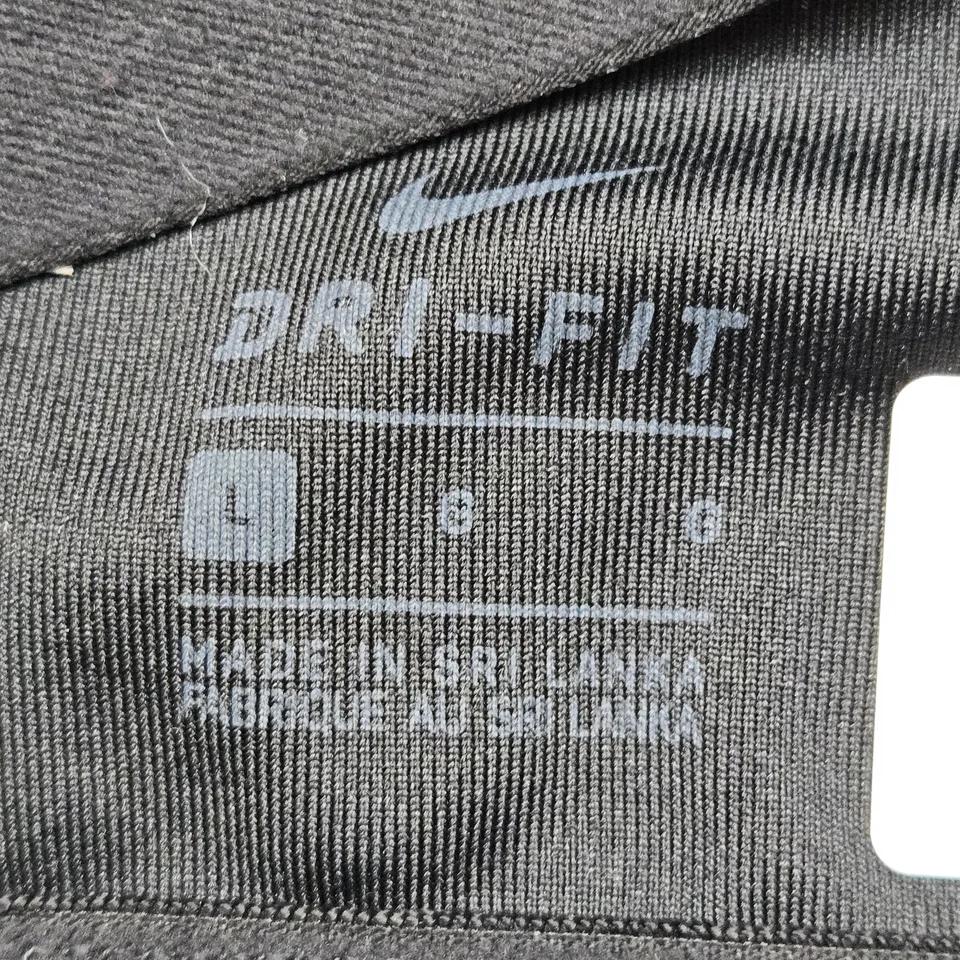 DRI-FIT
L G G
MADE IN SRI LANKA
FABRIQUE AU SRI LANKA